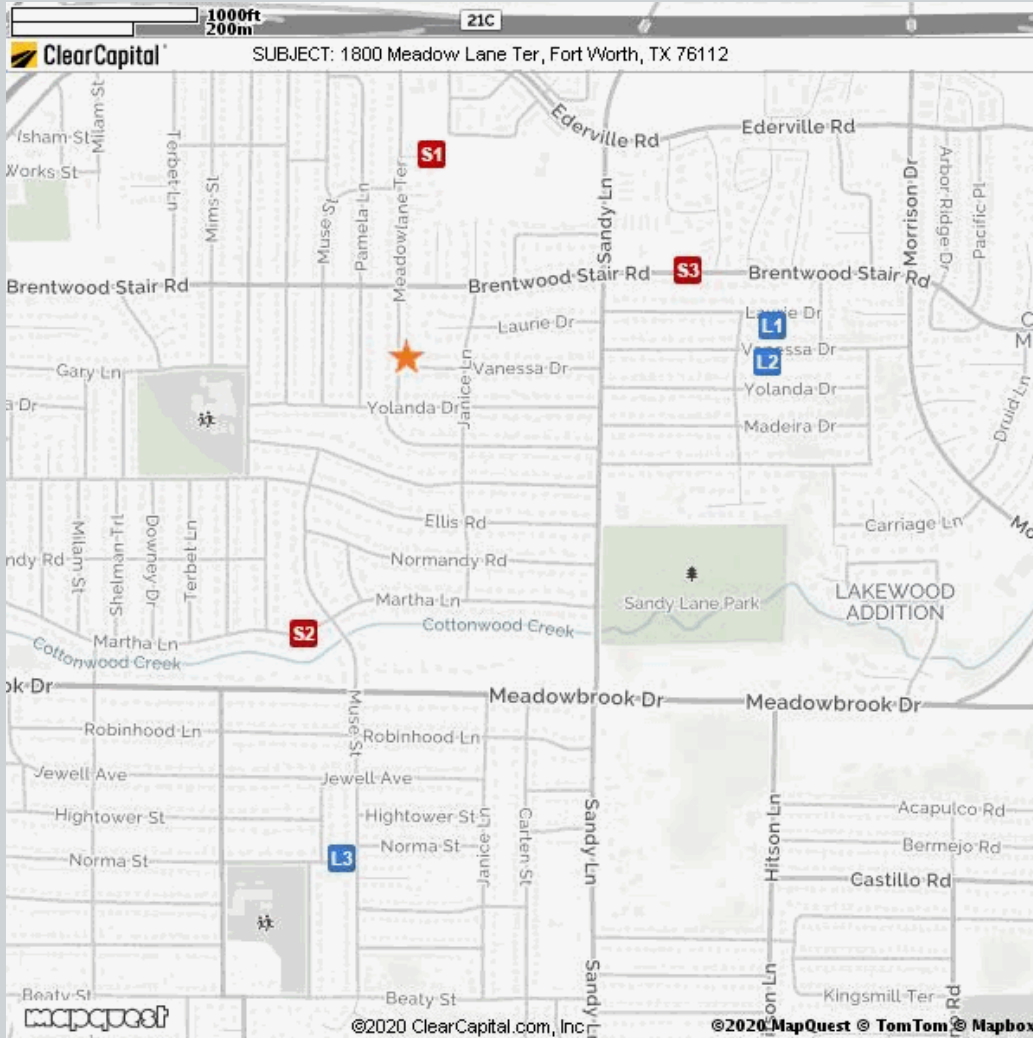 1000ft
200m
21C
ClearCapital
SUBJECT: 1800 Meadow Lane Ter, Fort Worth, TX 76112
Isham St
Works St
Milam St
Terbet Ln
Mims St
Muse St
Pamela Ln
Meadowlane Ter
S1
Ederville Rd
Ederville Rd
Sandy Ln
Morrison Dr
Arbor Ridge Dr
Pacific Pl
Brentwood Stair Rd
Brentwood Stair Rd
S3
Brentwood Stair Rd
Laurie Dr
Laurie Dr
L1
Vanessa Dr
Vanessa Dr
L2
Gary Ln
Janice Ln
Yolanda Dr
Yolanda Dr
Madeira Dr
Druid Ln
a Dr
Milam St
Shelman Trl
Downey Dr
Terbet Ln
Ellis Rd
Carriage Ln
Mo
ndy Rd
Normandy Rd
Martha Ln
Sandy Lane Park
LAKEWOOD
ADDITION
S2
Cottonwood Creek
Martha Ln
Cottonwood Creek
ok Dr
Meadowbrook Dr
Meadowbrook Dr
Muse St
Robinhood Ln
Robinhood Ln
Jewell Ave
Jewell Ave
Hightower St
Hightower St
Janice Ln
Carten St
Sandy Ln
Hitson Ln
Acapulco Rd
Norma St
L3
Norma St
Bermejo Rd
Castillo Rd
Beaty St
Beaty St
Sandy L
itson Ln
Kingsmill Ter
Rd
mapquest
©2020 ClearCapital.com, Inc
©2020 MapQuest © TomTom © Mapbox